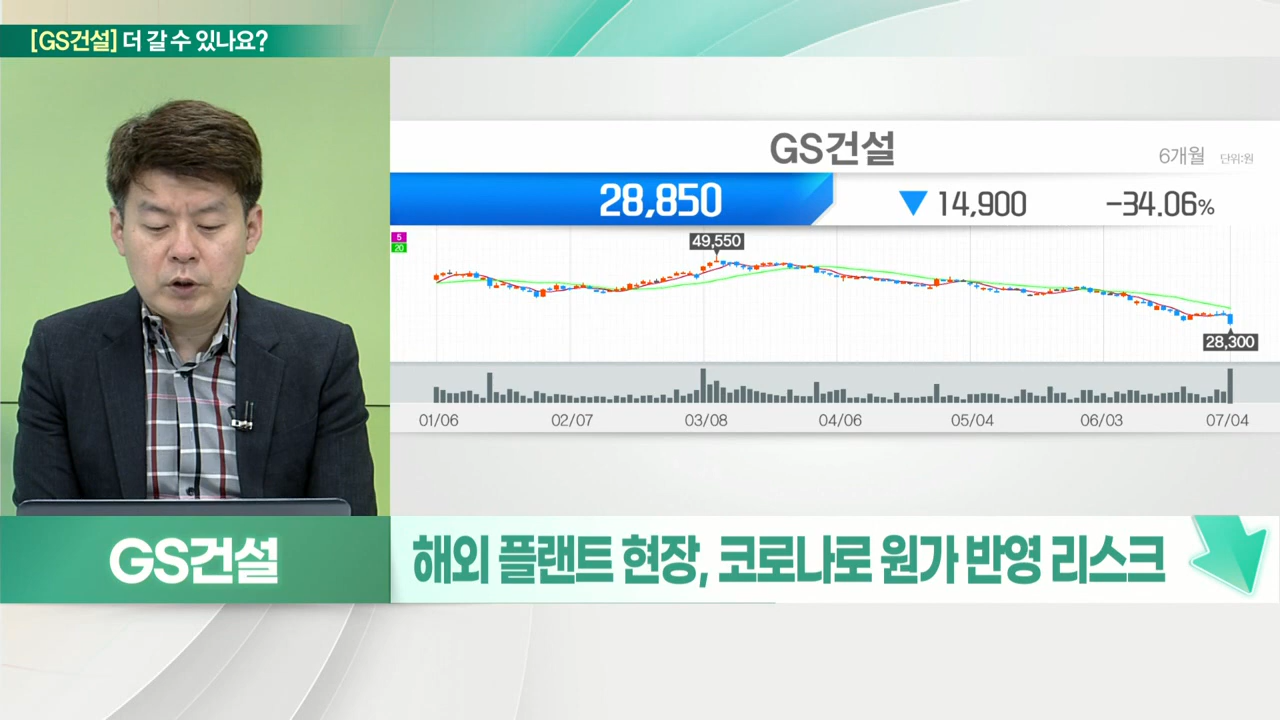 [GS건설] 더 갈 수 있나요?
GS건설
6개월 단위:원
28,850 ▼ 14,900 -34.06%
5
20
49,550
28,300
01/06 02/07 03/08 04/06 05/04 06/03 07/04
GS건설 해외 플랜트 현장, 코로나로 원가 반영 리스크